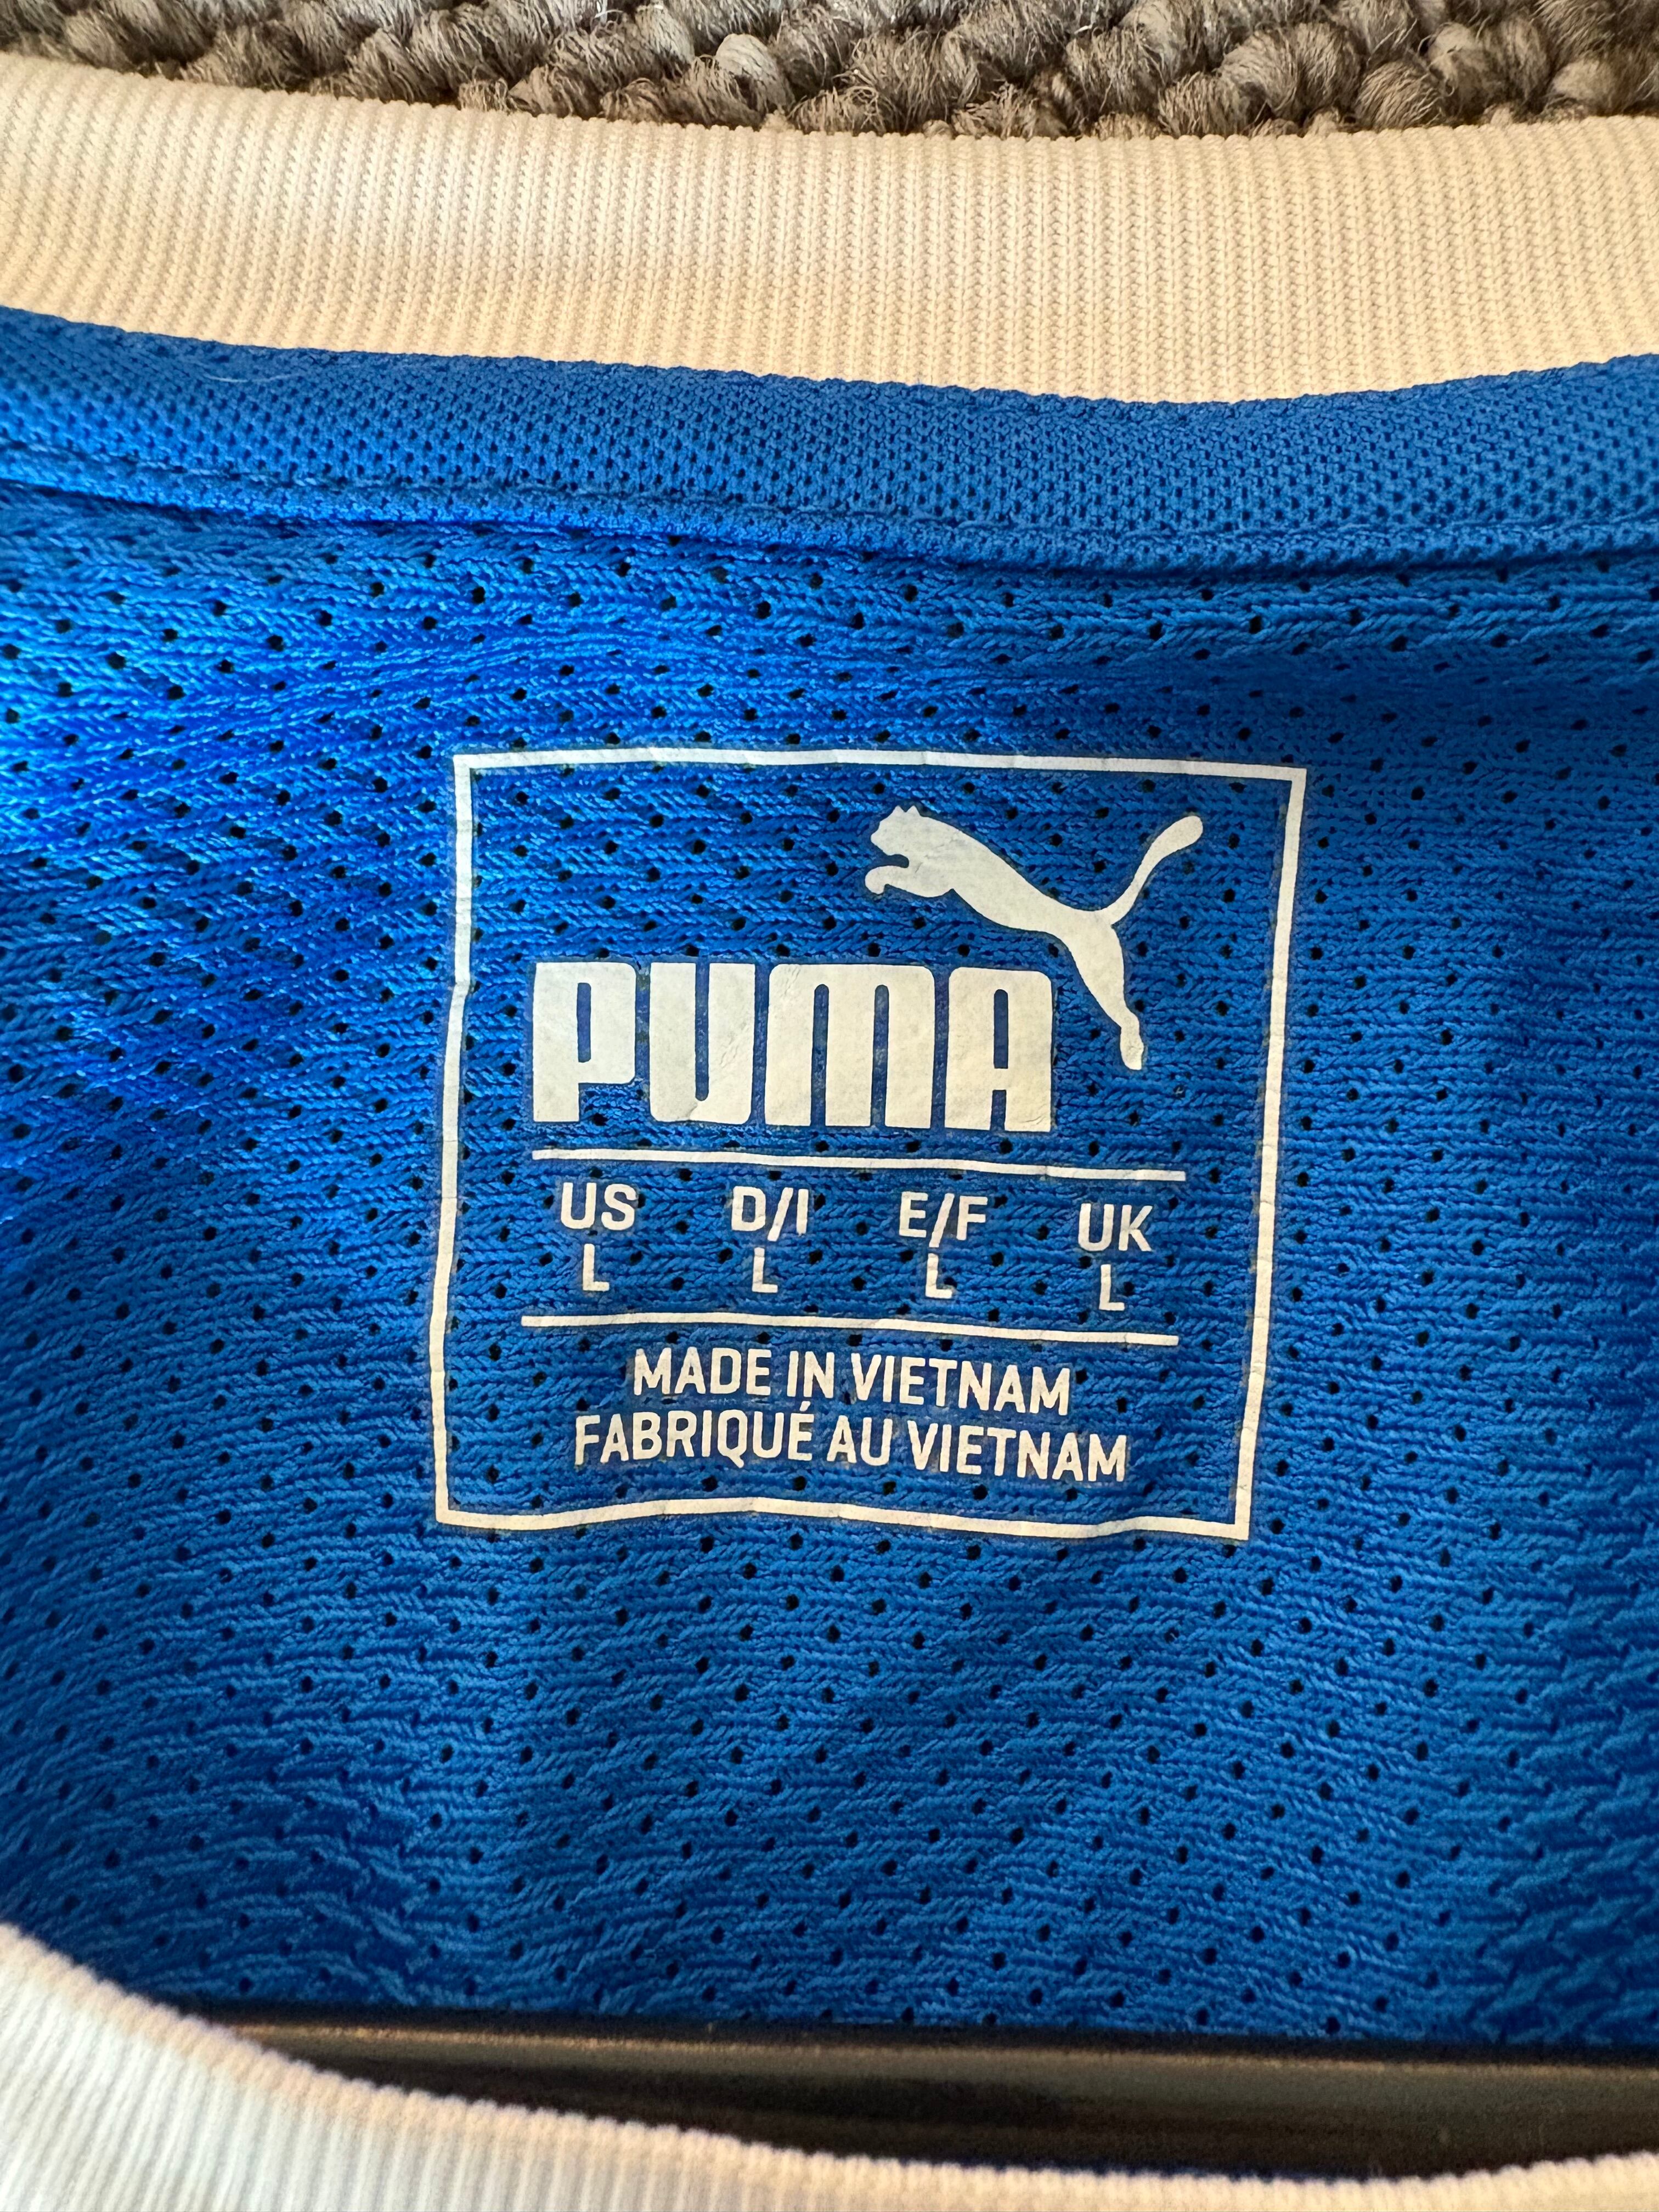 PUMA
US D/I E/F UK
L L L L
MADE IN VIETNAM
FABRIQUÉ AU VIETNAM